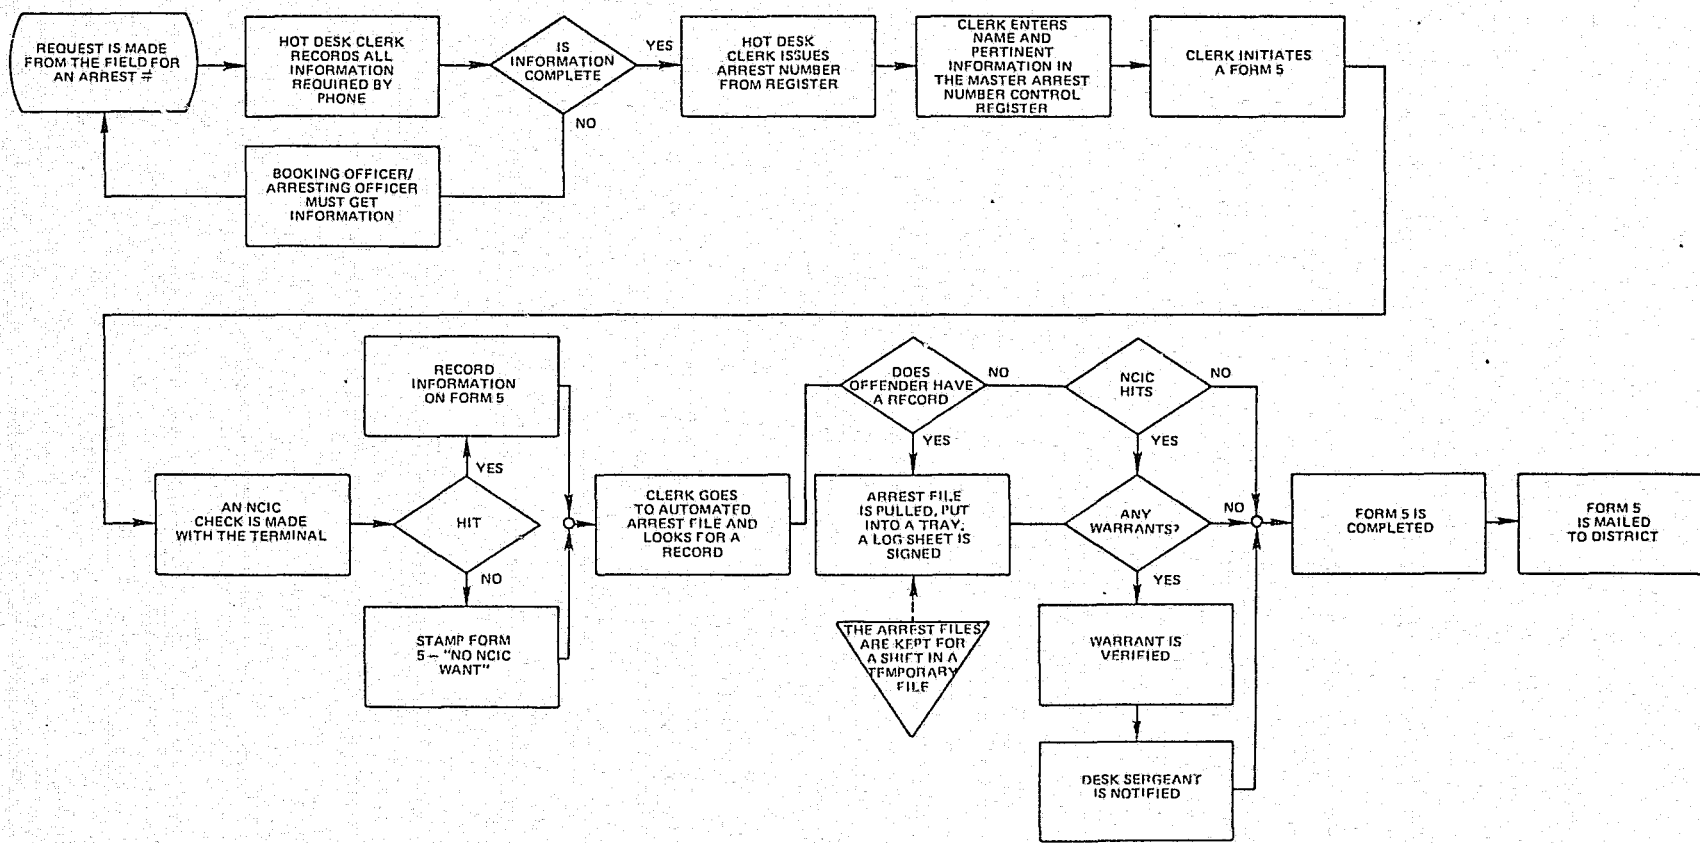 REQUEST IS MADE
FROM THE FIELD FOR
AN ARREST #
HOT DESK CLERK
RECORDS ALL
INFORMATION
REQUIRED BY
PHONE
IS
INFORMATION
COMPLETE
YES
NO
HOT DESK
CLERK ISSUES
ARREST NUMBER
FROM REGISTER
CLERK ENTERS
NAME AND
PERTINENT
INFORMATION IN
THE MASTER ARREST
NUMBER CONTROL
REGISTER
CLERK INITIATES
A FORM 5
BOOKING OFFICER/
ARRESTING OFFICER
MUST GET
INFORMATION
AN NCIC
CHECK IS MADE
WITH THE TERMINAL
HIT
YES
NO
RECORD
INFORMATION
ON FORM 5
STAMP FORM
5 – "NO NCIC
WANT"
CLERK GOES
TO AUTOMATED
ARREST FILE AND
LOOKS FOR A
RECORD
DOES
OFFENDER HAVE
A RECORD
NO
YES
ARREST FILE
IS PULLED, PUT
INTO A TRAY;
A LOG SHEET IS
SIGNED
THE ARREST FILES
ARE KEPT FOR
A SHIFT IN A
TEMPORARY
FILE
NCIC
HITS
NO
YES
ANY
WARRANTS?
NO
YES
WARRANT IS
VERIFIED
DESK SERGEANT
IS NOTIFIED
FORM 5 IS
COMPLETED
FORM 5
IS MAILED
TO DISTRICT